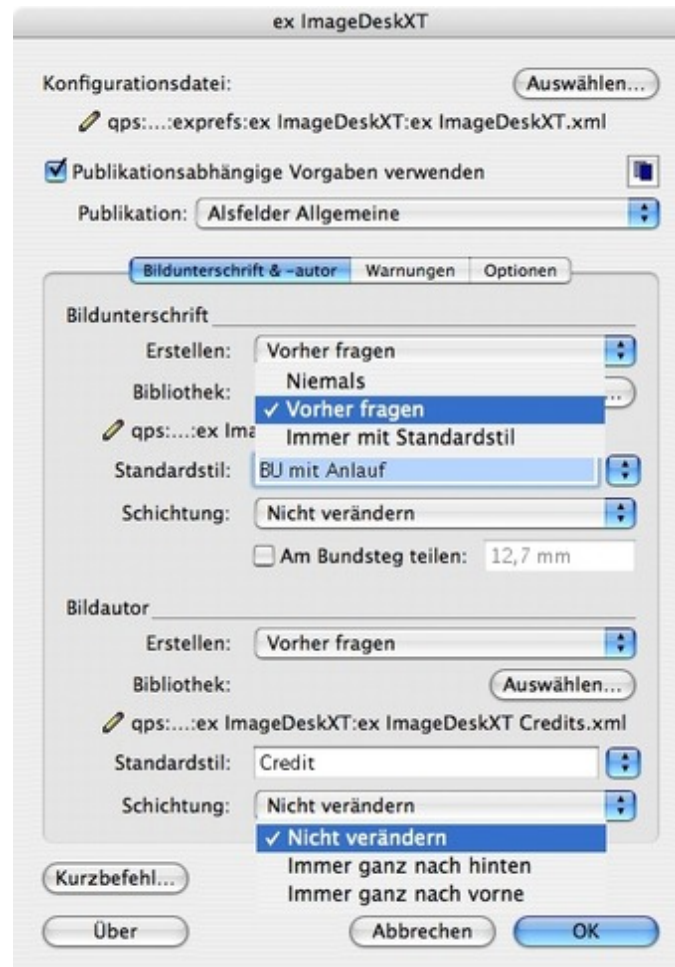 ex ImageDeskXT
Konfigurationsdatei: Auswählen...
qps:...:exprefs:ex ImageDeskXT:ex ImageDeskXT.xml
Publikationsabhängige Vorgaben verwenden
Publikation: Alsfelder Allgemeine
Bildunterschrift & -autor Warnungen Optionen
Bildunterschrift
Erstellen: Vorher fragen
Niemals
Bibliothek: ...)
✓ Vorher fragen
qps:...:ex Ima
Immer mit Standardstil
Standardstil: BU mit Anlauf
Schichtung: Nicht verändern
Am Bundsteg teilen: 12,7 mm
Bildautor
Erstellen: Vorher fragen
Bibliothek: Auswählen...
qps:...:ex ImageDeskXT:ex ImageDeskXT Credits.xml
Standardstil: Credit
Schichtung: Nicht verändern
✓ Nicht verändern
Immer ganz nach hinten
Immer ganz nach vorne
Kurzbefehl...
Über Abbrechen OK